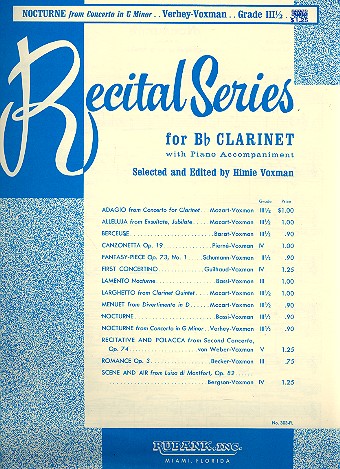 NOCTURNE from Concerto in G Minor . . Verhey-Voxman . . Grade III½ . .
Recital Series
for B♭ CLARINET
with Piano Accompaniment
Selected and Edited by Himie Voxman
Grade Price
ADAGIO from Concerto for Clarinet . . Mozart-Voxman III½ $1.00
ALLELUJA from Exsultate, Jubilate . . . . Mozart-Voxman III½ 1.00
BERCEUSE . . . . Barat-Voxman III½ .90
CANZONETTA Op. 19 . . . . Pierné-Voxman IV 1.00
FANTASY-PIECE Op. 73, No. 1 . . Schumann-Voxman II½ .90
FIRST CONCERTINO . . . . Guilhaud-Voxman IV 1.25
LAMENTO Nocturne . . . . Bassi-Voxman III 1.00
LARGHETTO from Clarinet Quintet . . . . Mozart-Voxman III½ 1.00
MENUET from Divertimento in D . . . . Mozart-Voxman III½ .90
NOCTURNE . . . . Bassi-Voxman III½ .90
NOCTURNE from Concerto in G Minor . . Verhey-Voxman III½ .90
RECITATIVE AND POLACCA from Second Concerto,
Op. 74 . . . . von Weber-Voxman V 1.25
ROMANCE Op. 3 . . . . Becker-Voxman III .75
SCENE AND AIR from Luisa di Montfort, Op. 82 . . . .
. . . . Bergson-Voxman IV 1.25
RUBANK, INC.
MIAMI, FLORIDA